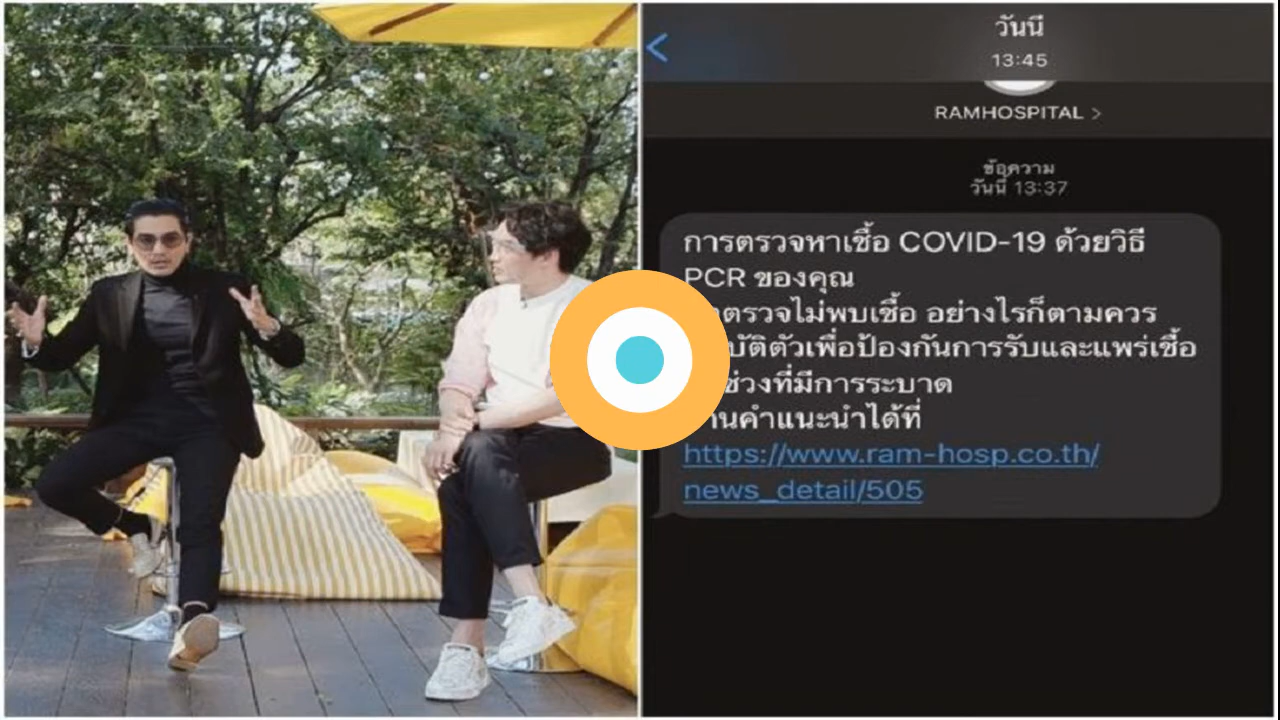 วันนี้
13:45
RAMHOSPITAL >
ข้อความ
วันนี้ 13:37
การตรวจหาเชื้อ COVID-19 ด้วยวิธี
PCR ของคุณ
ตรวจไม่พบเชื้อ อย่างไรก็ตามควร
บัติตัวเพื่อป้องกันการรับและแพร่เชื้อ
ช่วงที่มีการระบาด
านคำแนะนำได้ที่
https://www.ram-hosp.co.th/
news_detail/505